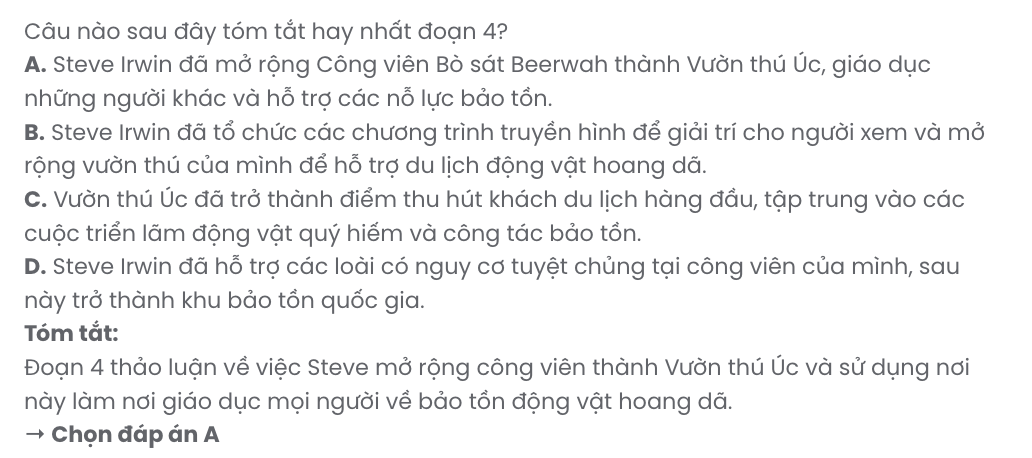 Câu nào sau đây tóm tắt hay nhất đoạn 4?
A. Steve Irwin đã mở rộng Công viên Bò sát Beerwah thành Vườn thú Úc, giáo dục
những người khác và hỗ trợ các nỗ lực bảo tồn.
B. Steve Irwin đã tổ chức các chương trình truyền hình để giải trí cho người xem và mở
rộng vườn thú của mình để hỗ trợ du lịch động vật hoang dã.
C. Vườn thú Úc đã trở thành điểm thu hút khách du lịch hàng đầu, tập trung vào các
cuộc triển lãm động vật quý hiếm và công tác bảo tồn.
D. Steve Irwin đã hỗ trợ các loài có nguy cơ tuyệt chủng tại công viên của mình, sau
này trở thành khu bảo tồn quốc gia.
Tóm tắt:
Đoạn 4 thảo luận về việc Steve mở rộng công viên thành Vườn thú Úc và sử dụng nơi
này làm nơi giáo dục mọi người về bảo tồn động vật hoang dã.
→ Chọn đáp án A